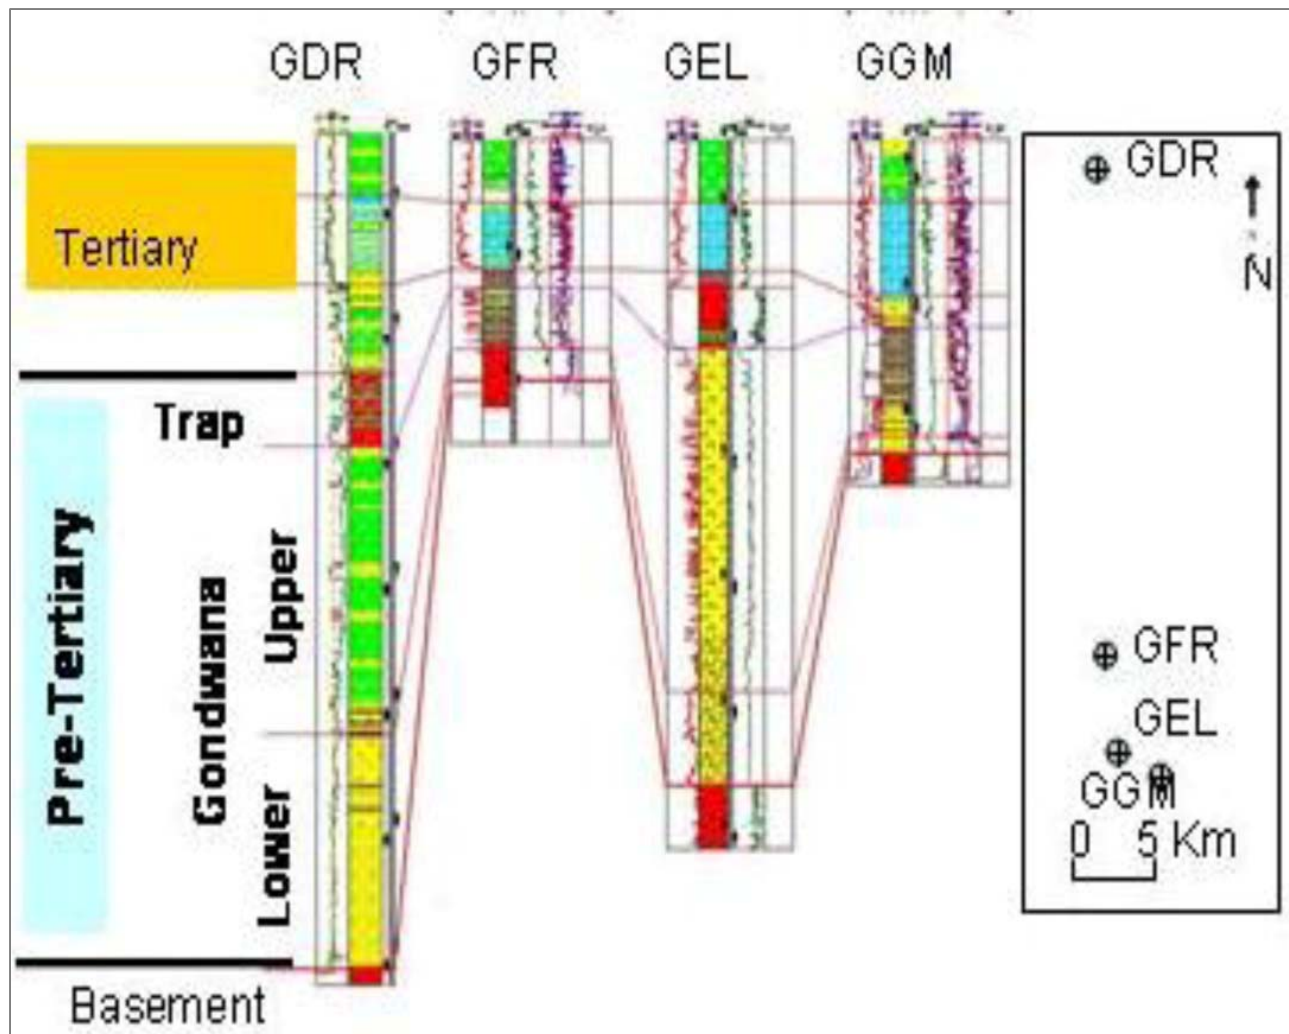 GDR GFR GEL GGM
Tertiary
Trap
Pre-Tertiary
Gondwana
Upper
Lower
Basement
GDR
N
GFR
GEL
GGM
0 5 Km